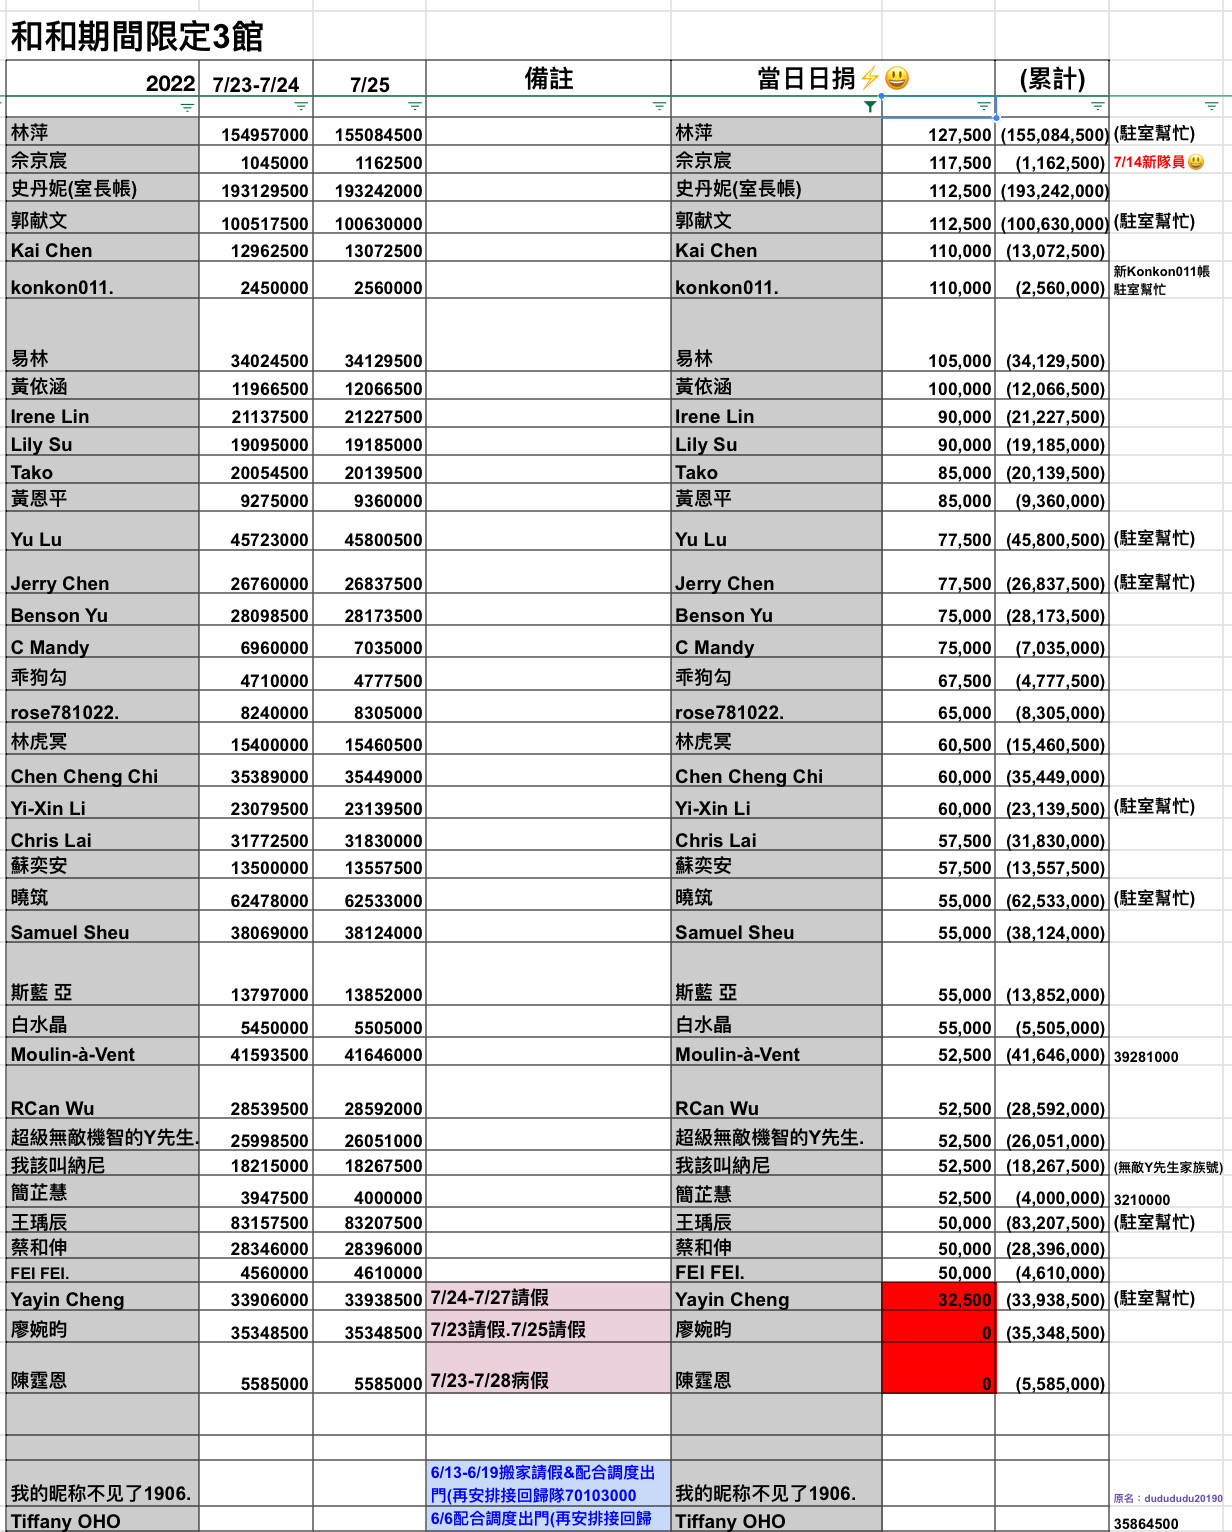 和和期間限定3館
2022 7/23-7/24 7/25 備註 當日日捐⚡😃 (累計)
林萍 154957000 155084500 林萍 127,500 (155,084,500) (駐室幫忙)
佘京宸 1045000 1162500 佘京宸 117,500 (1,162,500) 7/14新隊員😃
史丹妮(室長帳) 193129500 193242000 史丹妮(室長帳) 112,500 (193,242,000)
郭献文 100517500 100630000 郭献文 112,500 (100,630,000) (駐室幫忙)
Kai Chen 12962500 13072500 Kai Chen 110,000 (13,072,500)
新Konkon011帳
konkon011. 2450000 2560000 konkon011. 110,000 (2,560,000) 駐室幫忙
易林 34024500 34129500 易林 105,000 (34,129,500)
黃依涵 11966500 12066500 黃依涵 100,000 (12,066,500)
Irene Lin 21137500 21227500 Irene Lin 90,000 (21,227,500)
Lily Su 19095000 19185000 Lily Su 90,000 (19,185,000)
Tako 20054500 20139500 Tako 85,000 (20,139,500)
黃恩平 9275000 9360000 黃恩平 85,000 (9,360,000)
Yu Lu 45723000 45800500 Yu Lu 77,500 (45,800,500) (駐室幫忙)
Jerry Chen 26760000 26837500 Jerry Chen 77,500 (26,837,500) (駐室幫忙)
Benson Yu 28098500 28173500 Benson Yu 75,000 (28,173,500)
C Mandy 6960000 7035000 C Mandy 75,000 (7,035,000)
乖狗勾 4710000 4777500 乖狗勾 67,500 (4,777,500)
rose781022. 8240000 8305000 rose781022. 65,000 (8,305,000)
林虎冥 15400000 15460500 林虎冥 60,500 (15,460,500)
Chen Cheng Chi 35389000 35449000 Chen Cheng Chi 60,000 (35,449,000)
Yi-Xin Li 23079500 23139500 Yi-Xin Li 60,000 (23,139,500) (駐室幫忙)
Chris Lai 31772500 31830000 Chris Lai 57,500 (31,830,000)
蘇奕安 13500000 13557500 蘇奕安 57,500 (13,557,500)
曉筑 62478000 62533000 曉筑 55,000 (62,533,000) (駐室幫忙)
Samuel Sheu 38069000 38124000 Samuel Sheu 55,000 (38,124,000)
斯藍 亞 13797000 13852000 斯藍 亞 55,000 (13,852,000)
白水晶 5450000 5505000 白水晶 55,000 (5,505,000)
Moulin-à-Vent 41593500 41646000 Moulin-à-Vent 52,500 (41,646,000) 39281000
RCan Wu 28539500 28592000 RCan Wu 52,500 (28,592,000)
超級無敵機智的Y先生. 25998500 26051000 超級無敵機智的Y先生. 52,500 (26,051,000)
我該叫納尼 18215000 18267500 我該叫納尼 52,500 (18,267,500) (無敵Y先生家族號)
簡芷慧 3947500 4000000 簡芷慧 52,500 (4,000,000) 3210000
王瑀辰 83157500 83207500 王瑀辰 50,000 (83,207,500) (駐室幫忙)
蔡和伸 28346000 28396000 蔡和伸 50,000 (28,396,000)
FEI FEI. 4560000 4610000 FEI FEI. 50,000 (4,610,000)
Yayin Cheng 33906000 33938500 7/24-7/27請假 Yayin Cheng 32,500 (33,938,500) (駐室幫忙)
廖婉昀 35348500 35348500 7/23請假.7/25請假 廖婉昀 0 (35,348,500)
陳霆恩 5585000 5585000 7/23-7/28病假 陳霆恩 0 (5,585,000)
6/13-6/19搬家請假&配合調度出
我的昵称不见了1906. 門(再安排接回歸隊70103000 我的昵称不见了1906. 原名：dudududu20190
Tiffany OHO 6/6配合調度出門(再安排接回歸 Tiffany OHO 35864500